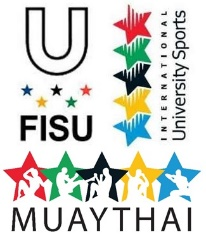 U
FISU
INTERNATIONAL
University Sports
MUAYTHAI